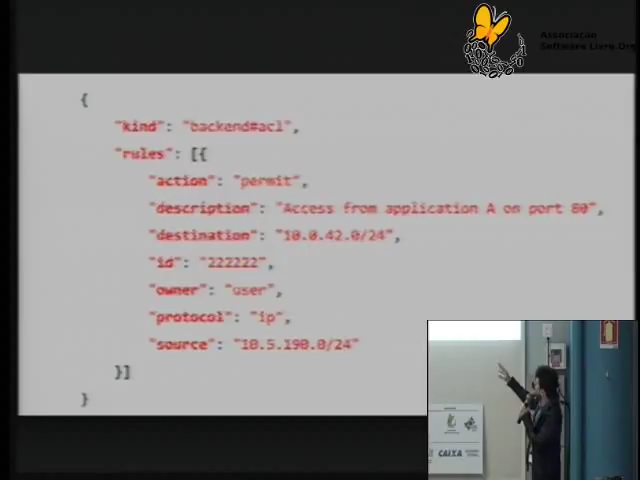 Associação
Software Livre.Org
{
"kind": "backend#acl",
"rules": [{
"action": "permit",
"description": "Access from application A on port 80",
"destination": "10.0.42.0/24",
"id": "222222",
"owner": "user",
"protocol": "ip",
"source": "10.5.190.0/24"
}]
}
CAIXA